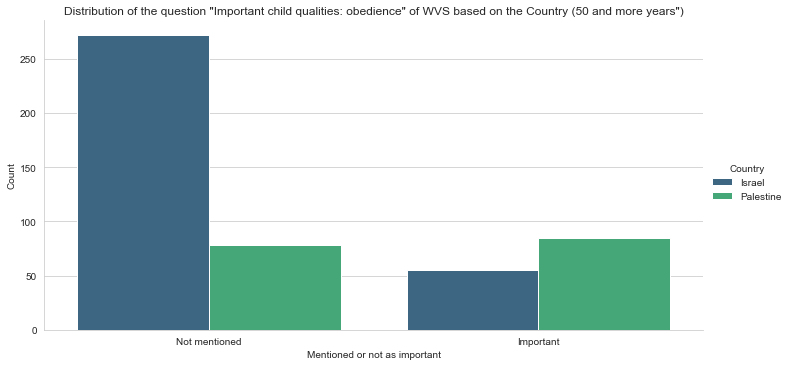 Distribution of the question "Important child qualities: obedience" of WVS based on the Country (50 and more years")
250
200
150
100
50
0
Count
Not mentioned
Important
Mentioned or not as important
Country
Israel
Palestine